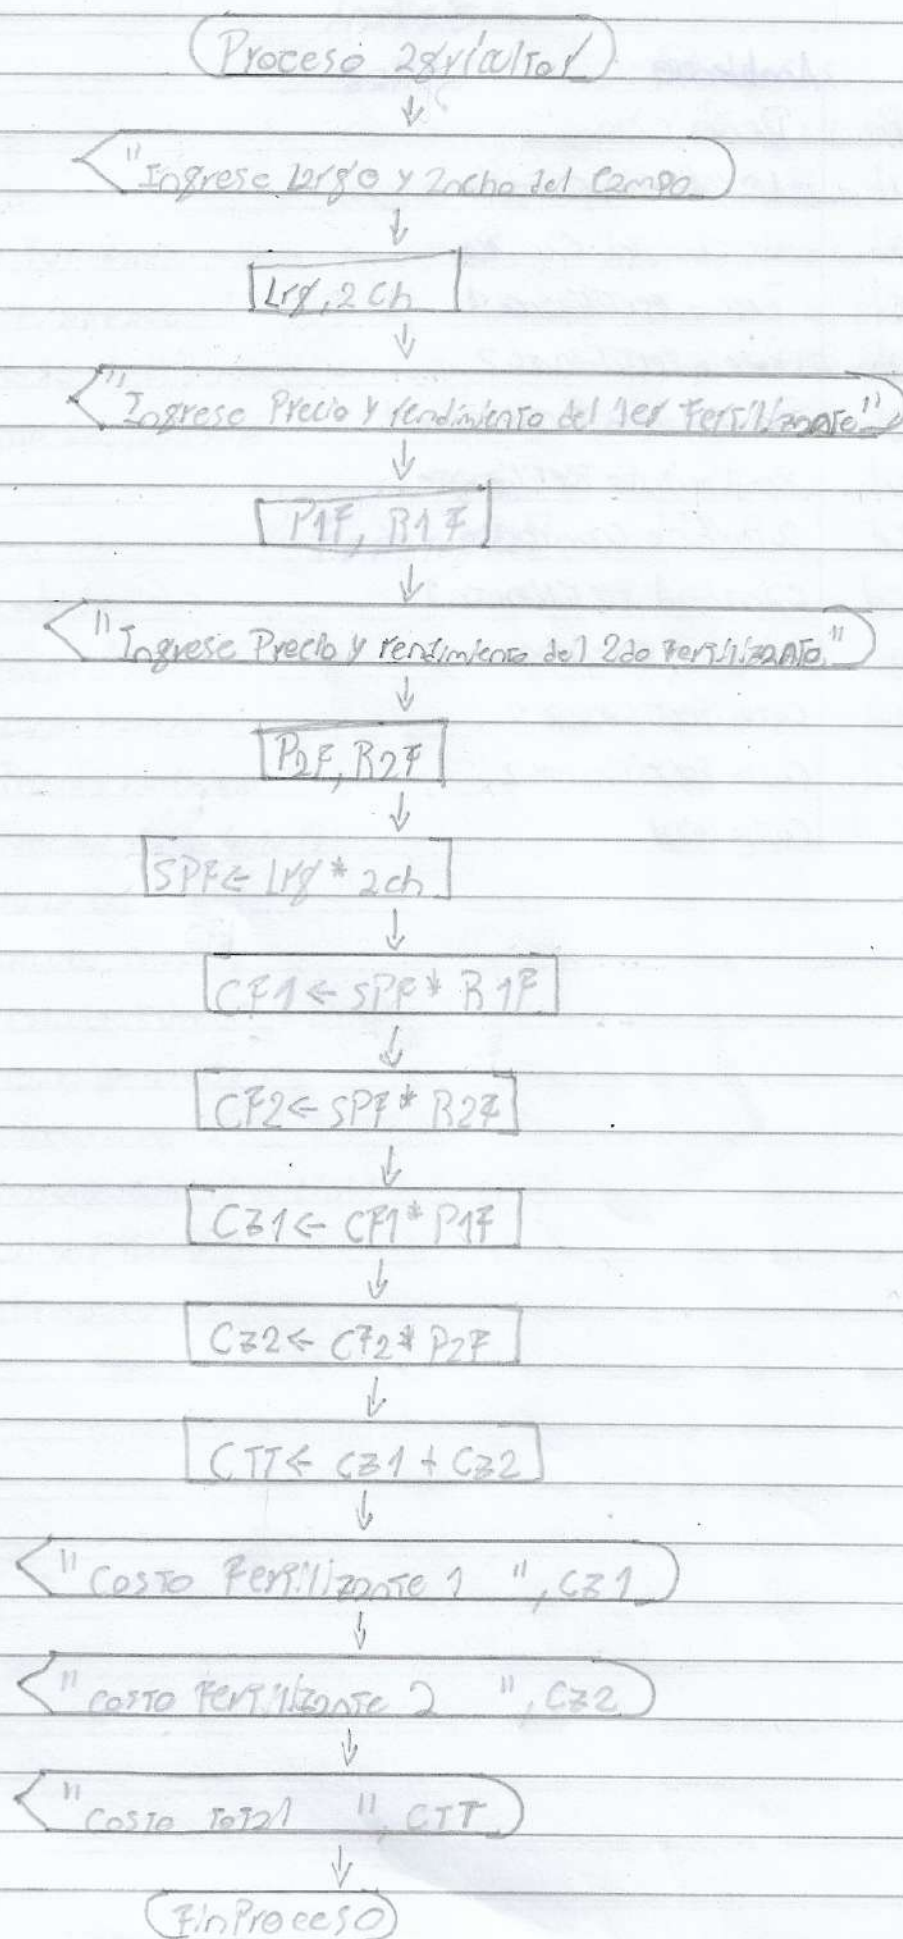 Proceso agricultor
"Ingrese largo y ancho del campo
Lrg, ach
"Ingrese Precio y rendimiento del 1er Fertilizante"
P1F, R1F
"Ingrese Precio y rendimiento del 2do Fertilizante"
P2F, R2F
SPF ← Lrg * ach
CF1 ← SPF * R1F
CF2 ← SPF * R2F
Cz1 ← CF1 * P1F
Cz2 ← CF2 * P2F
CTT ← Cz1 + Cz2
"Costo Fertilizante 1 ", Cz1
"Costo Fertilizante 2 ", Cz2
"Costo total ", CTT
FinProceso